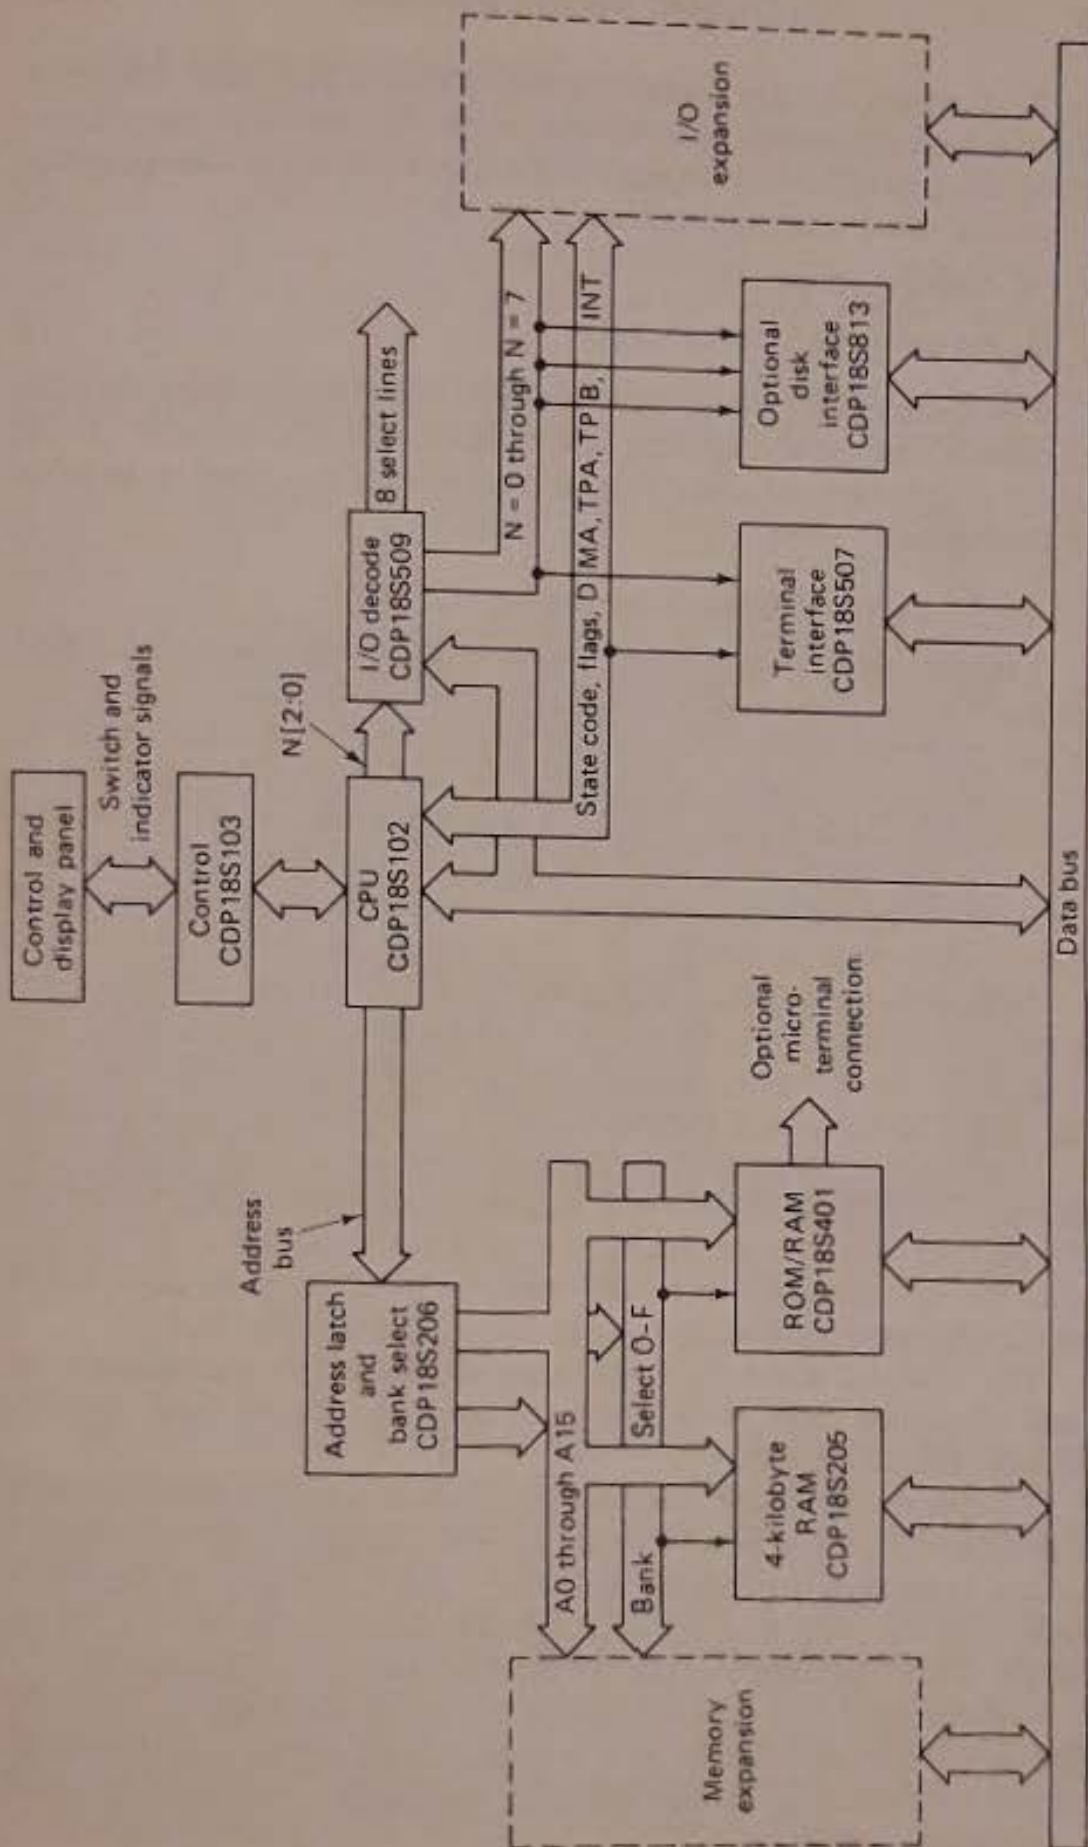 Control and
display panel
Switch and
indicator signals
Control
CDP18S103
N[2:0]
CPU
CDP18S102
I/O decode
CDP18S509
8 select lines
Address
bus
Address latch
and
bank select
CDP18S206
N = 0 through N = 7
State code, flags, DMA, TPA, TPB, INT
I/O
expansion
A0 through A15
Bank Select O-F
Memory
expansion
4-kilobyte
RAM
CDP18S205
ROM/RAM
CDP18S401
Optional
micro-
terminal
connection
Terminal
interface
CDP18S507
Optional
disk
interface
CDP18S813
Data bus